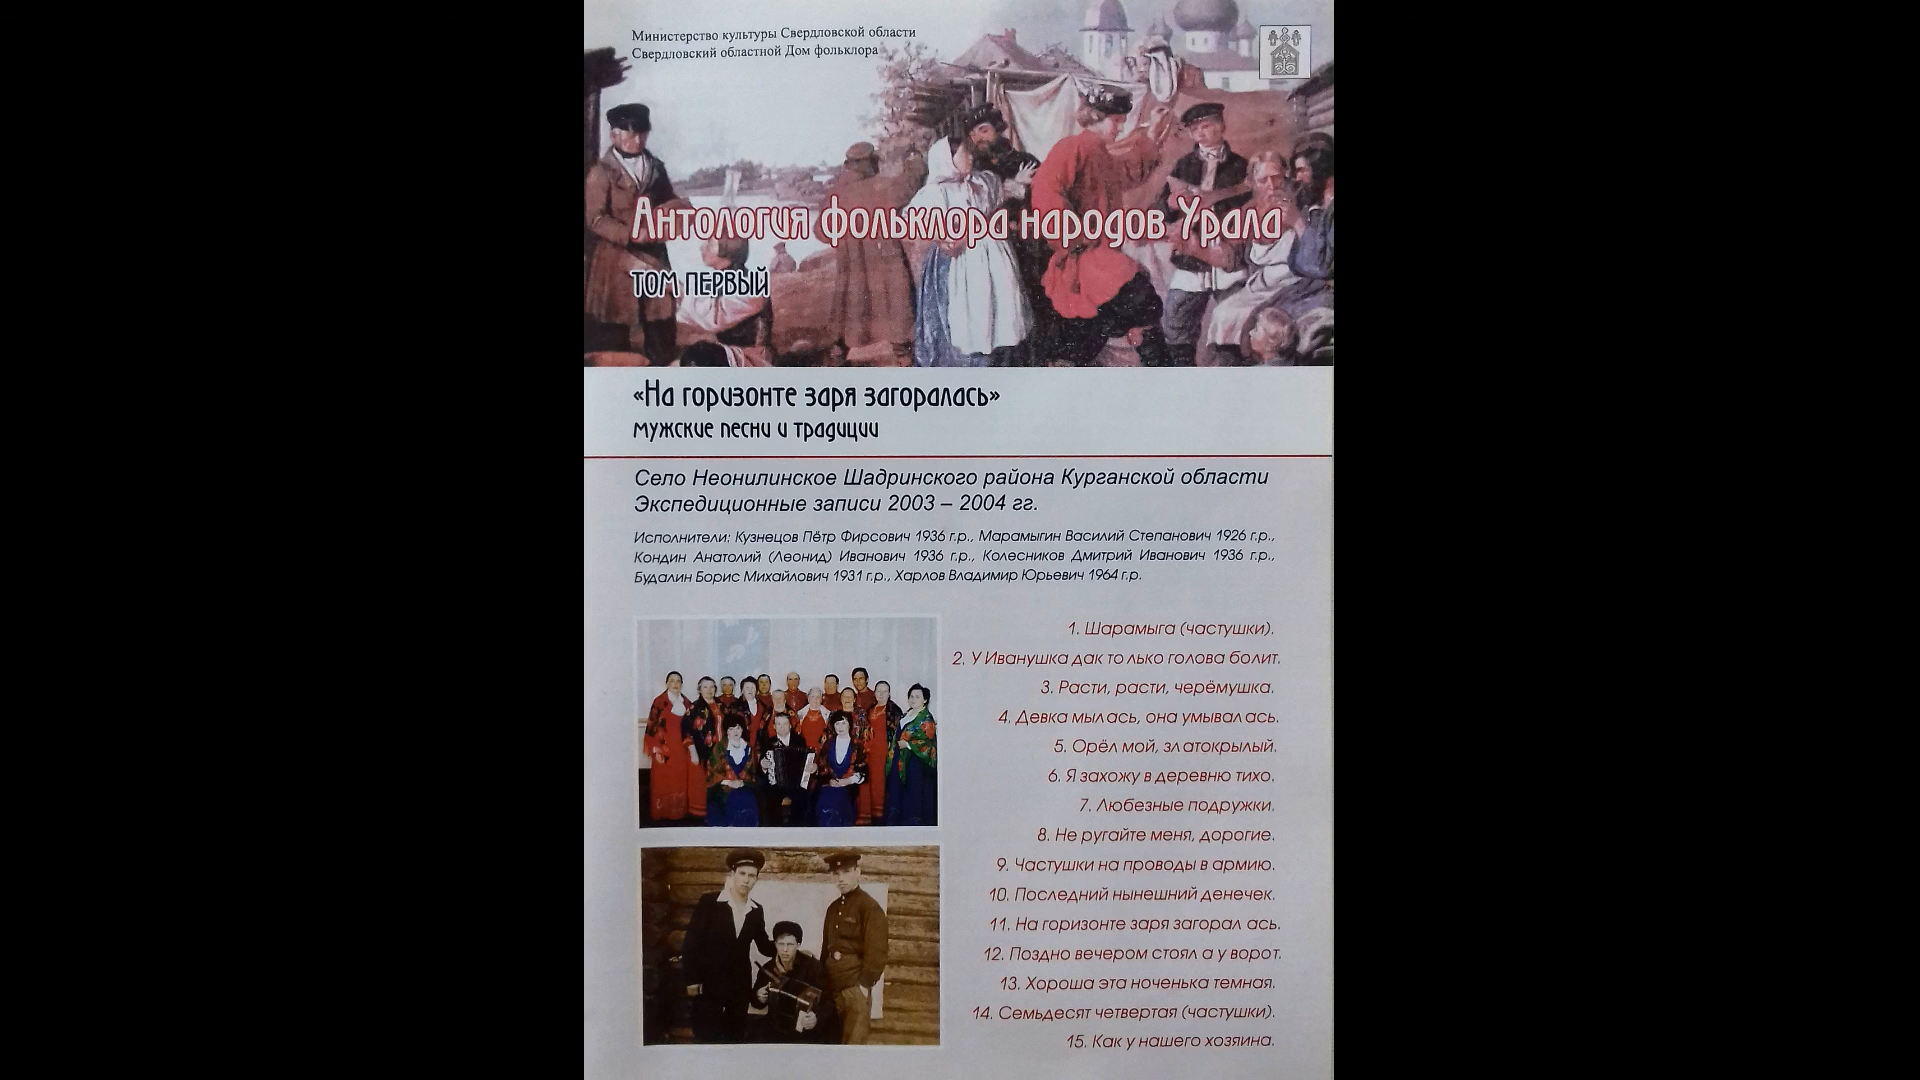 Министерство культуры Свердловской области
Свердловский областной Дом фольклора
Антология фольклора народов Урала
ТОМ ПЕРВЫЙ
«На горизонте заря загоралась»
мужские песни и традиции
Село Неонилинское Шадринского района Курганской области
Экспедиционные записи 2003 – 2004 гг.
Исполнители: Кузнецов Пётр Фирсович 1936 г.р., Марамыгин Василий Степанович 1926 г.р.,
Кондин Анатолий (Леонид) Иванович 1936 г.р., Колесников Дмитрий Иванович 1936 г.р.,
Будалин Борис Михайлович 1931 г.р., Харлов Владимир Юрьевич 1964 г.р.
1. Шарамыга (частушки).
2. У Иванушка дак то лько голова болит.
3. Расти, расти, черёмушка.
4. Девка мыл ась, она умывал ась.
5. Орёл мой, зл атокрылый.
6. Я захожу в деревню тихо.
7. Любезные подружки.
8. Не ругайте меня, дорогие.
9. Частушки на проводы в армию.
10. Последний нынешний денечек.
11. На горизонте заря загорал ась.
12. Поздно вечером стоял а у ворот.
13. Хороша эта ноченька темная.
14. Семьдесят четвертая (частушки).
15. Как у нашего хозяина.